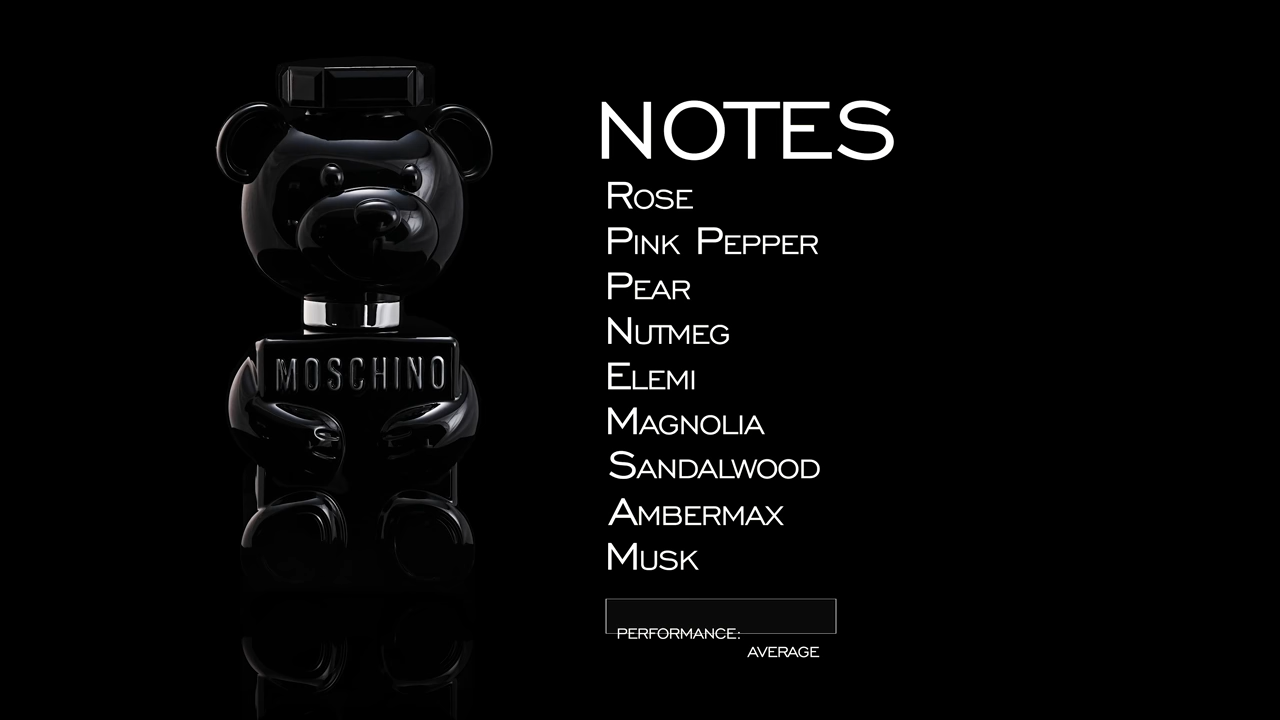 MOSCHINO
NOTES
ROSE
PINK PEPPER
PEAR
NUTMEG
ELEMI
MAGNOLIA
SANDALWOOD
AMBERMAX
MUSK
PERFORMANCE:
AVERAGE